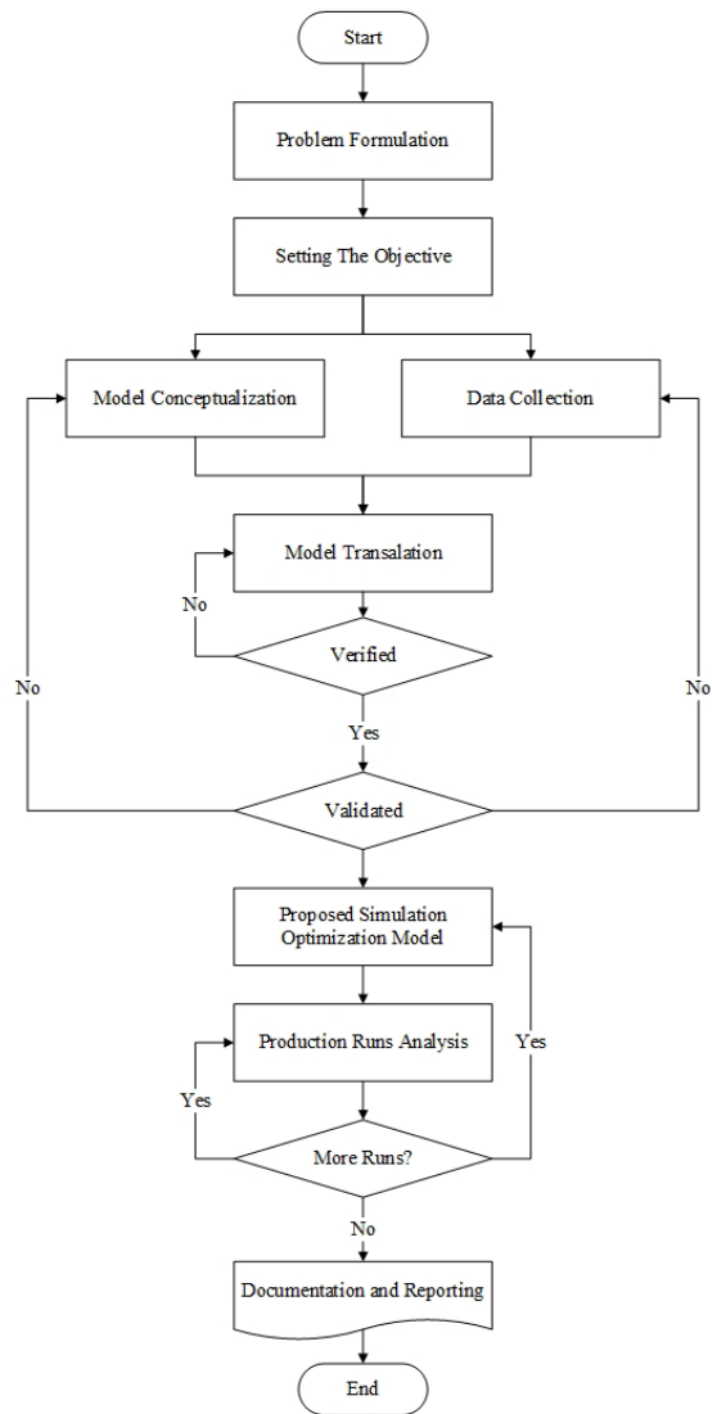 Start
Problem Formulation
Setting The Objective
Model Conceptualization
Data Collection
Model Transalation
No
Verified
No
No
Yes
Validated
Proposed Simulation
Optimization Model
Production Runs Analysis
Yes
Yes
More Runs?
No
Documentation and Reporting
End